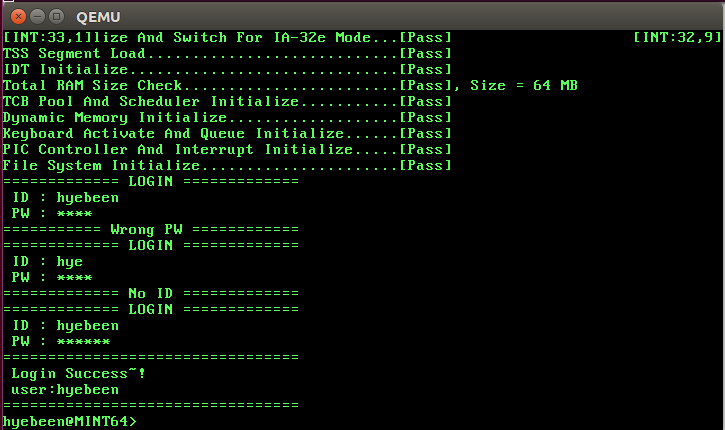 QEMU
[INT:33,1]lize And Switch For IA-32e Mode...[Pass] [INT:32,9]
TSS Segment Load............................[Pass]
IDT Initialize..............................[Pass]
Total RAM Size Check........................[Pass], Size = 64 MB
TCB Pool And Scheduler Initialize...........[Pass]
Dynamic Memory Initialize...................[Pass]
Keyboard Activate And Queue Initialize......[Pass]
PIC Controller And Interrupt Initialize.....[Pass]
File System Initialize......................[Pass]
============= LOGIN =============
ID : hyebeen
PW : ****
=========== Wrong PW ============
============= LOGIN =============
ID : hye
PW : ****
============= No ID =============
============= LOGIN =============
ID : hyebeen
PW : ******
=================================
Login Success~!
user:hyebeen
=================================
hyebeen@MINT64>